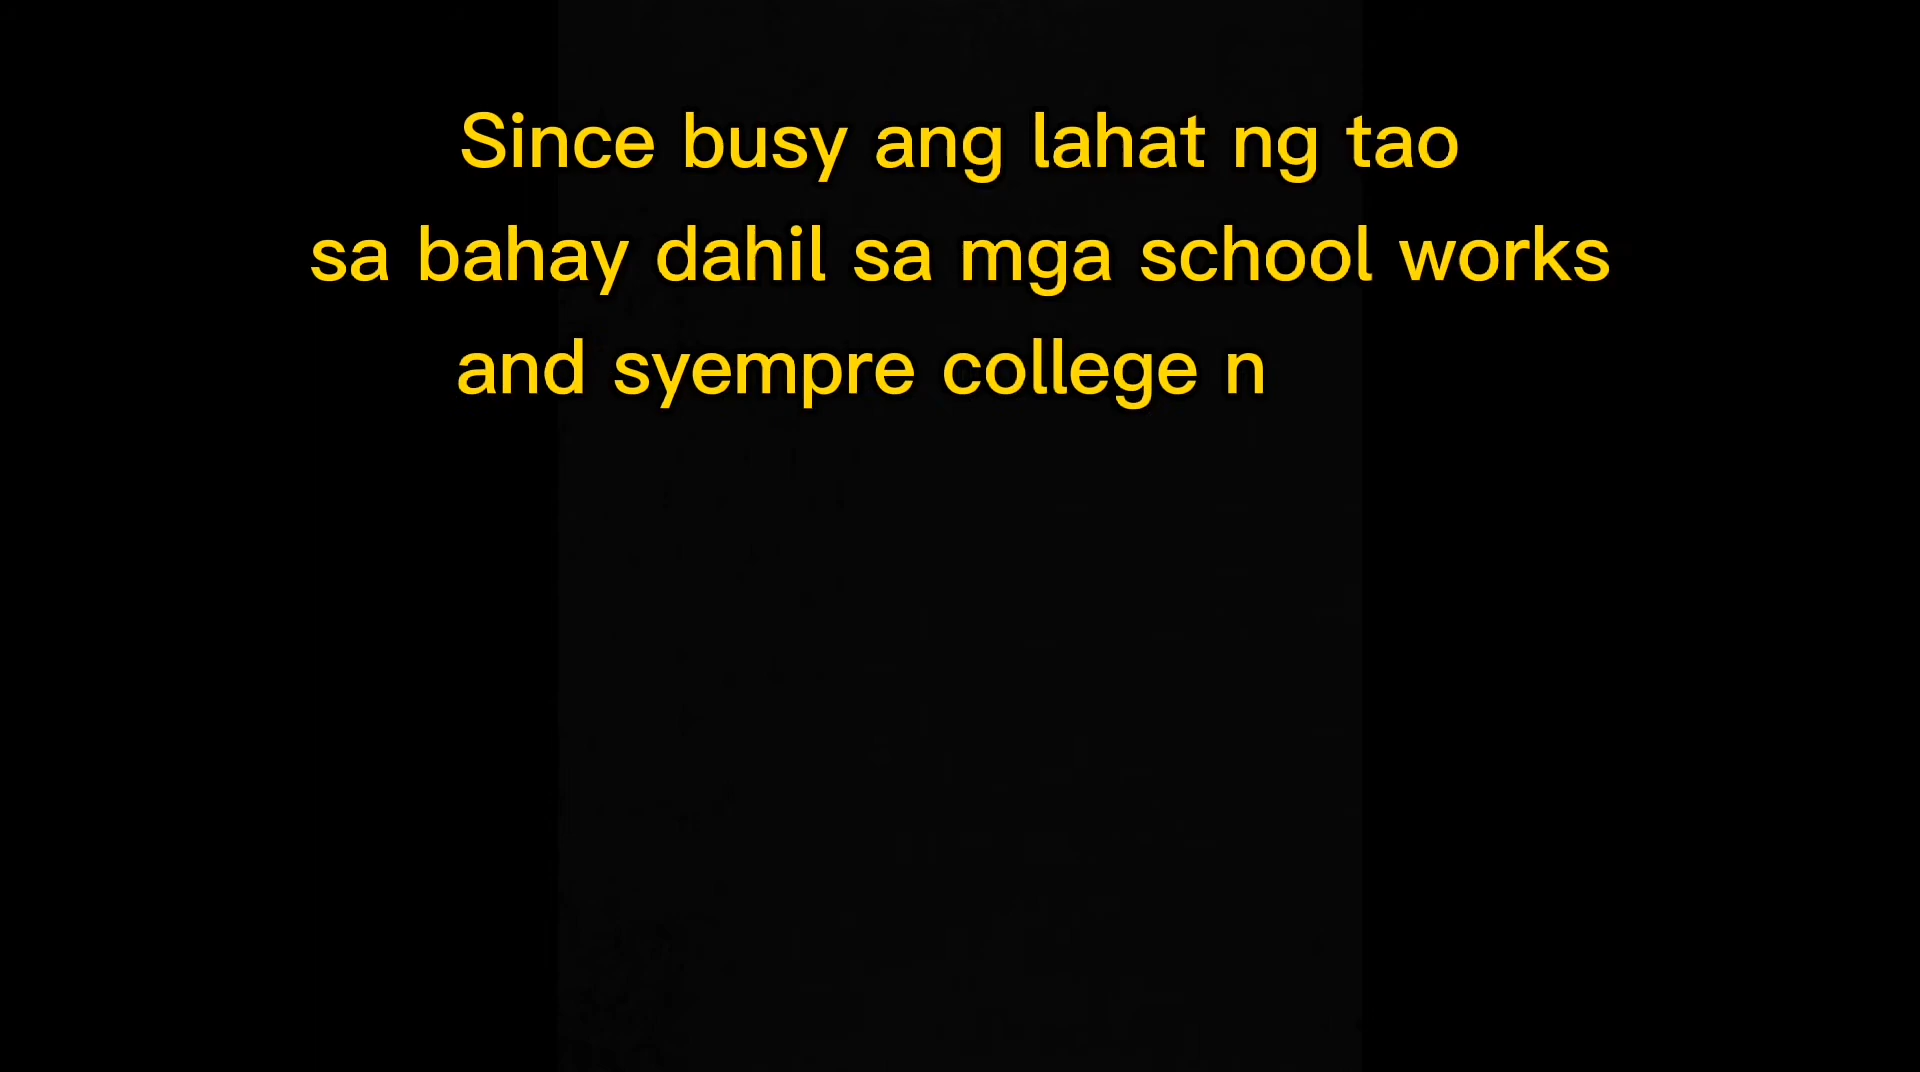 Since busy ang lahat ng tao
sa bahay dahil sa mga school works
and syempre college n